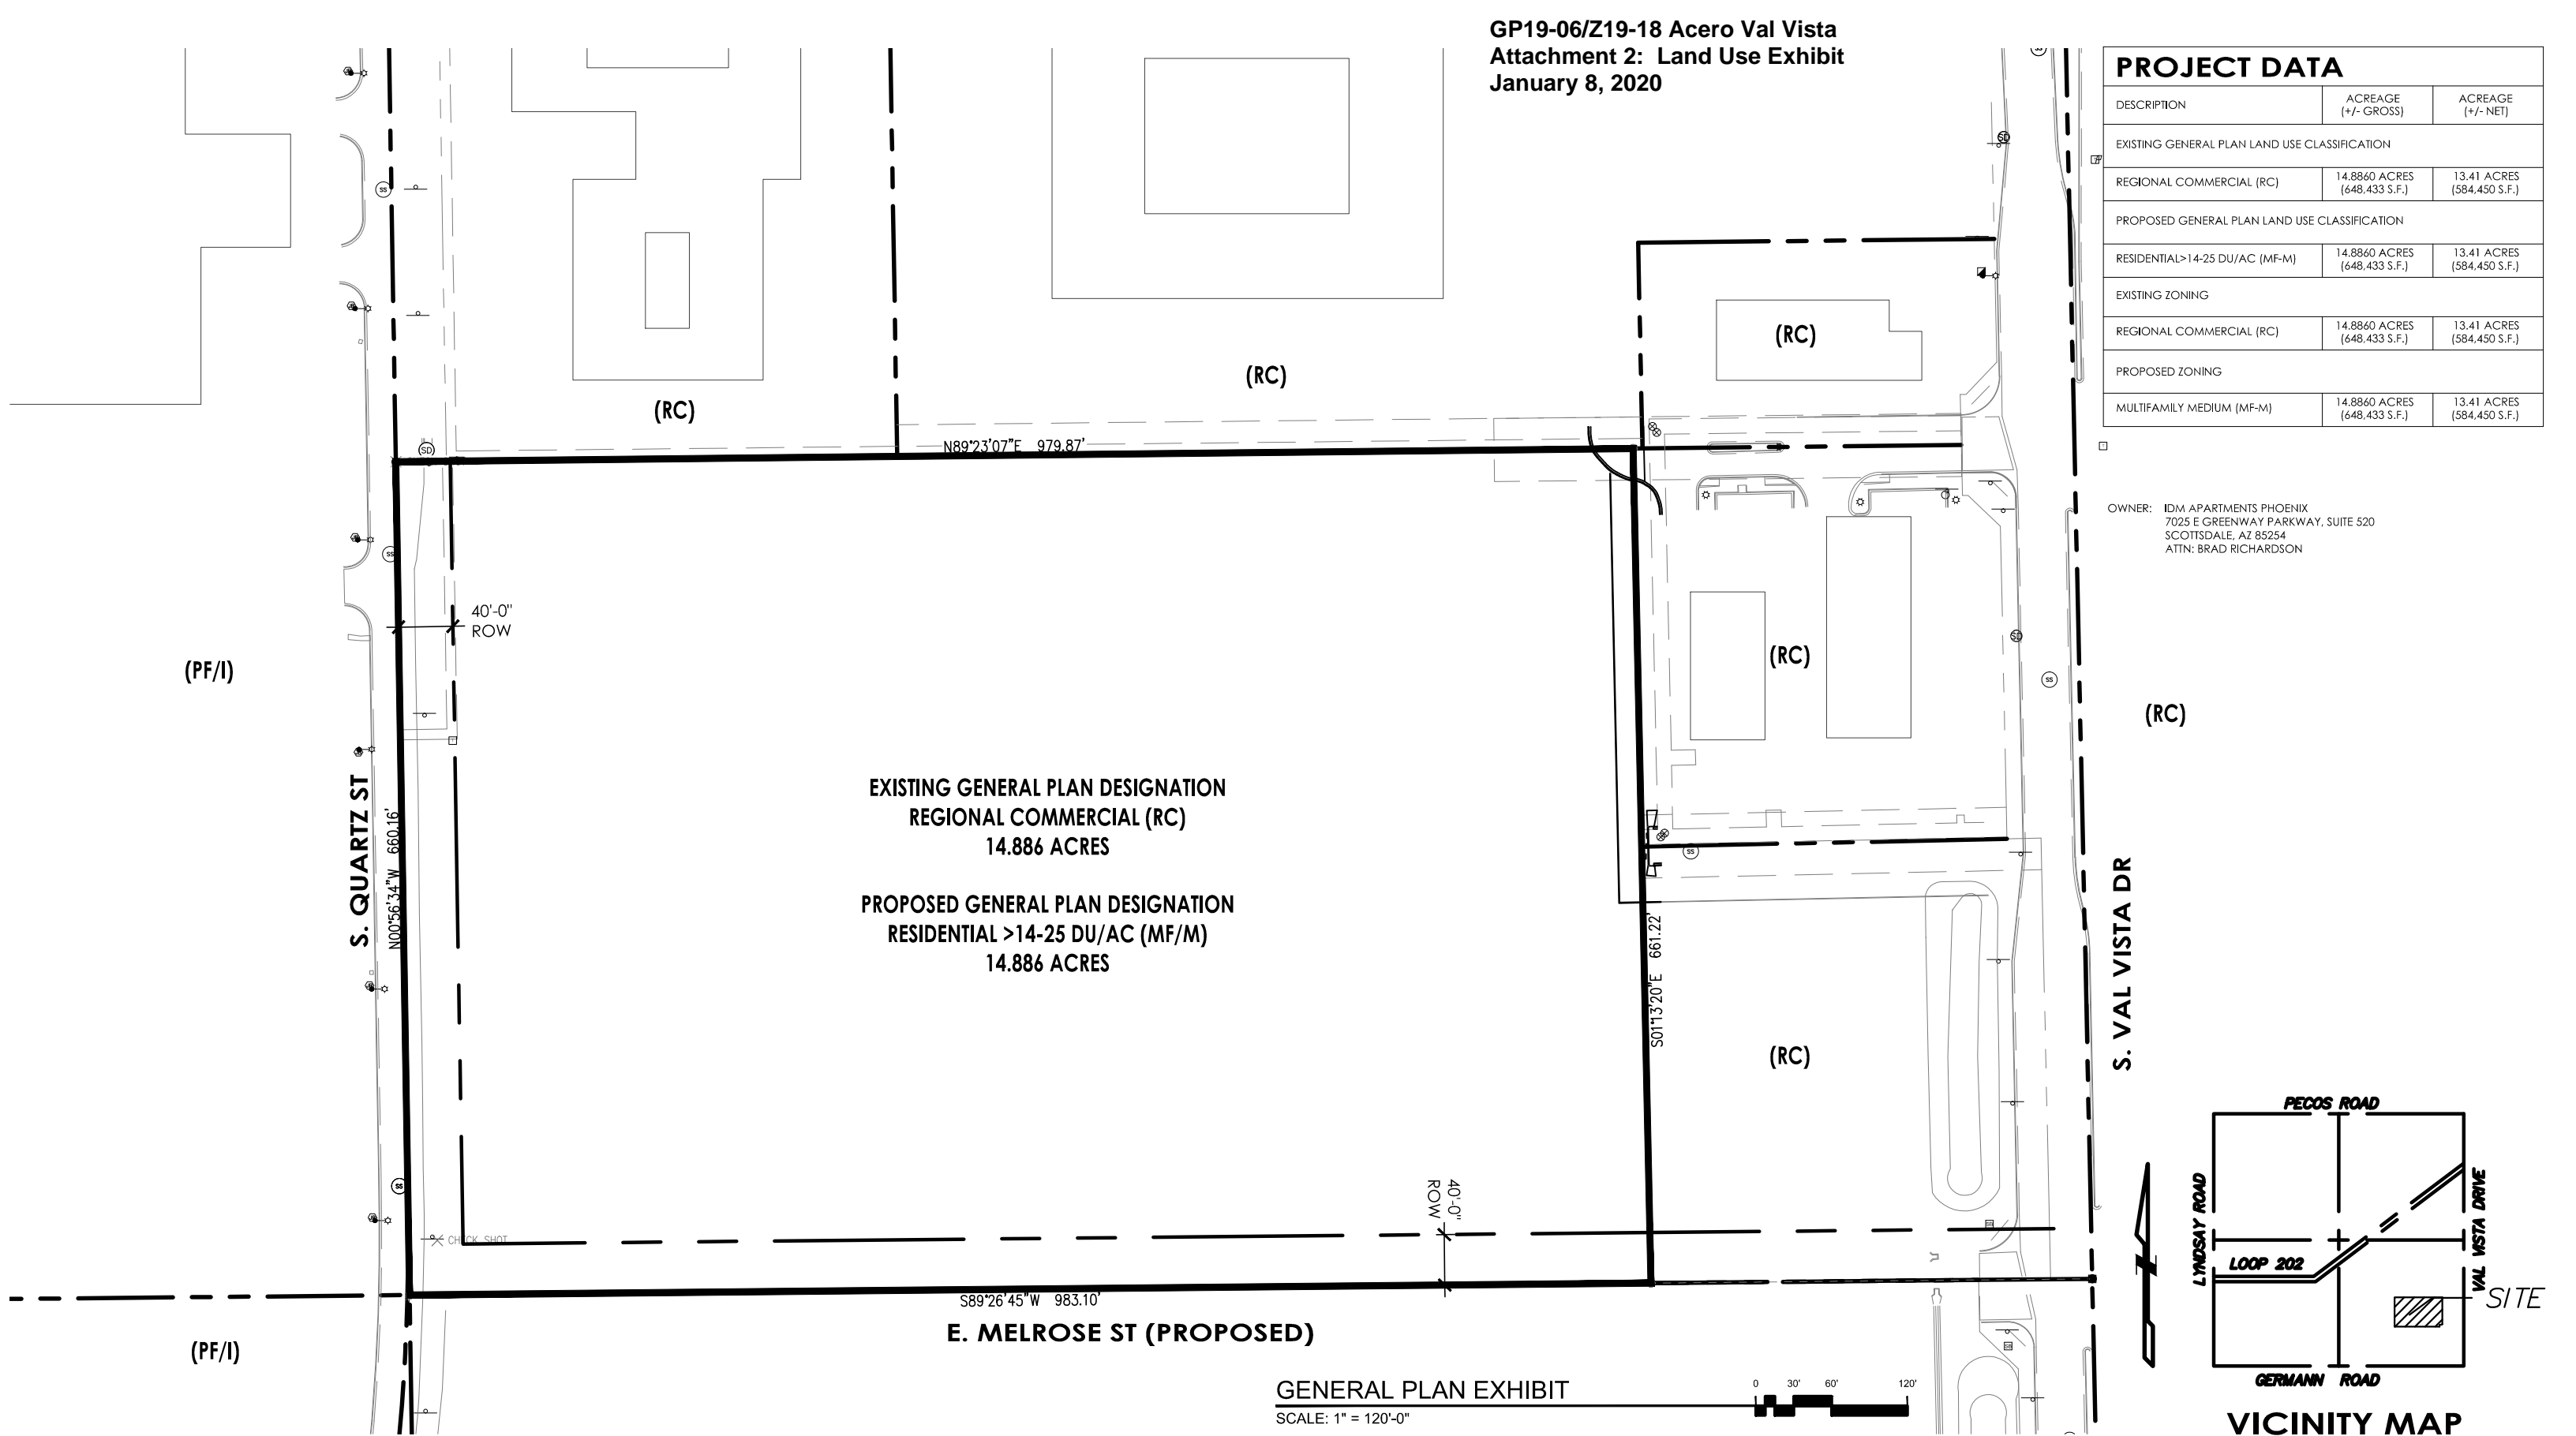 GP19-06/Z19-18 Acero Val Vista
Attachment 2: Land Use Exhibit
January 8, 2020
PROJECT DATA
DESCRIPTION ACREAGE (+/- GROSS) ACREAGE (+/- NET)
EXISTING GENERAL PLAN LAND USE CLASSIFICATION
REGIONAL COMMERCIAL (RC) 14.8860 ACRES (648,433 S.F.) 13.41 ACRES (584,450 S.F.)
PROPOSED GENERAL PLAN LAND USE CLASSIFICATION
RESIDENTIAL>14-25 DU/AC (MF-M) 14.8860 ACRES (648,433 S.F.) 13.41 ACRES (584,450 S.F.)
EXISTING ZONING
REGIONAL COMMERCIAL (RC) 14.8860 ACRES (648,433 S.F.) 13.41 ACRES (584,450 S.F.)
PROPOSED ZONING
MULTIFAMILY MEDIUM (MF-M) 14.8860 ACRES (648,433 S.F.) 13.41 ACRES (584,450 S.F.)
OWNER: IDM APARTMENTS PHOENIX
7025 E GREENWAY PARKWAY, SUITE 520
SCOTTSDALE, AZ 85254
ATTN: BRAD RICHARDSON
(RC)
(RC)
(RC)
(RC)
(RC)
(RC)
(PF/I)
(PF/I)
SS
SS
SS
SS
SS
SD
SD
SD
N89°23'07"E 979.87'
40'-0"
ROW
S. QUARTZ ST
N00°56'34"W 660.16'
EXISTING GENERAL PLAN DESIGNATION
REGIONAL COMMERCIAL (RC)
14.886 ACRES
PROPOSED GENERAL PLAN DESIGNATION
RESIDENTIAL >14-25 DU/AC (MF/M)
14.886 ACRES
S01°13'20"E 661.22'
S. VAL VISTA DR
40'-0"
ROW
CHECK SHOT
S89°26'45"W 983.10'
E. MELROSE ST (PROPOSED)
GENERAL PLAN EXHIBIT
SCALE: 1" = 120'-0"
0 30' 60' 120'
PECOS ROAD
LYNDSAY ROAD
VAL VISTA DRIVE
LOOP 202
SITE
GERMANN ROAD
VICINITY MAP